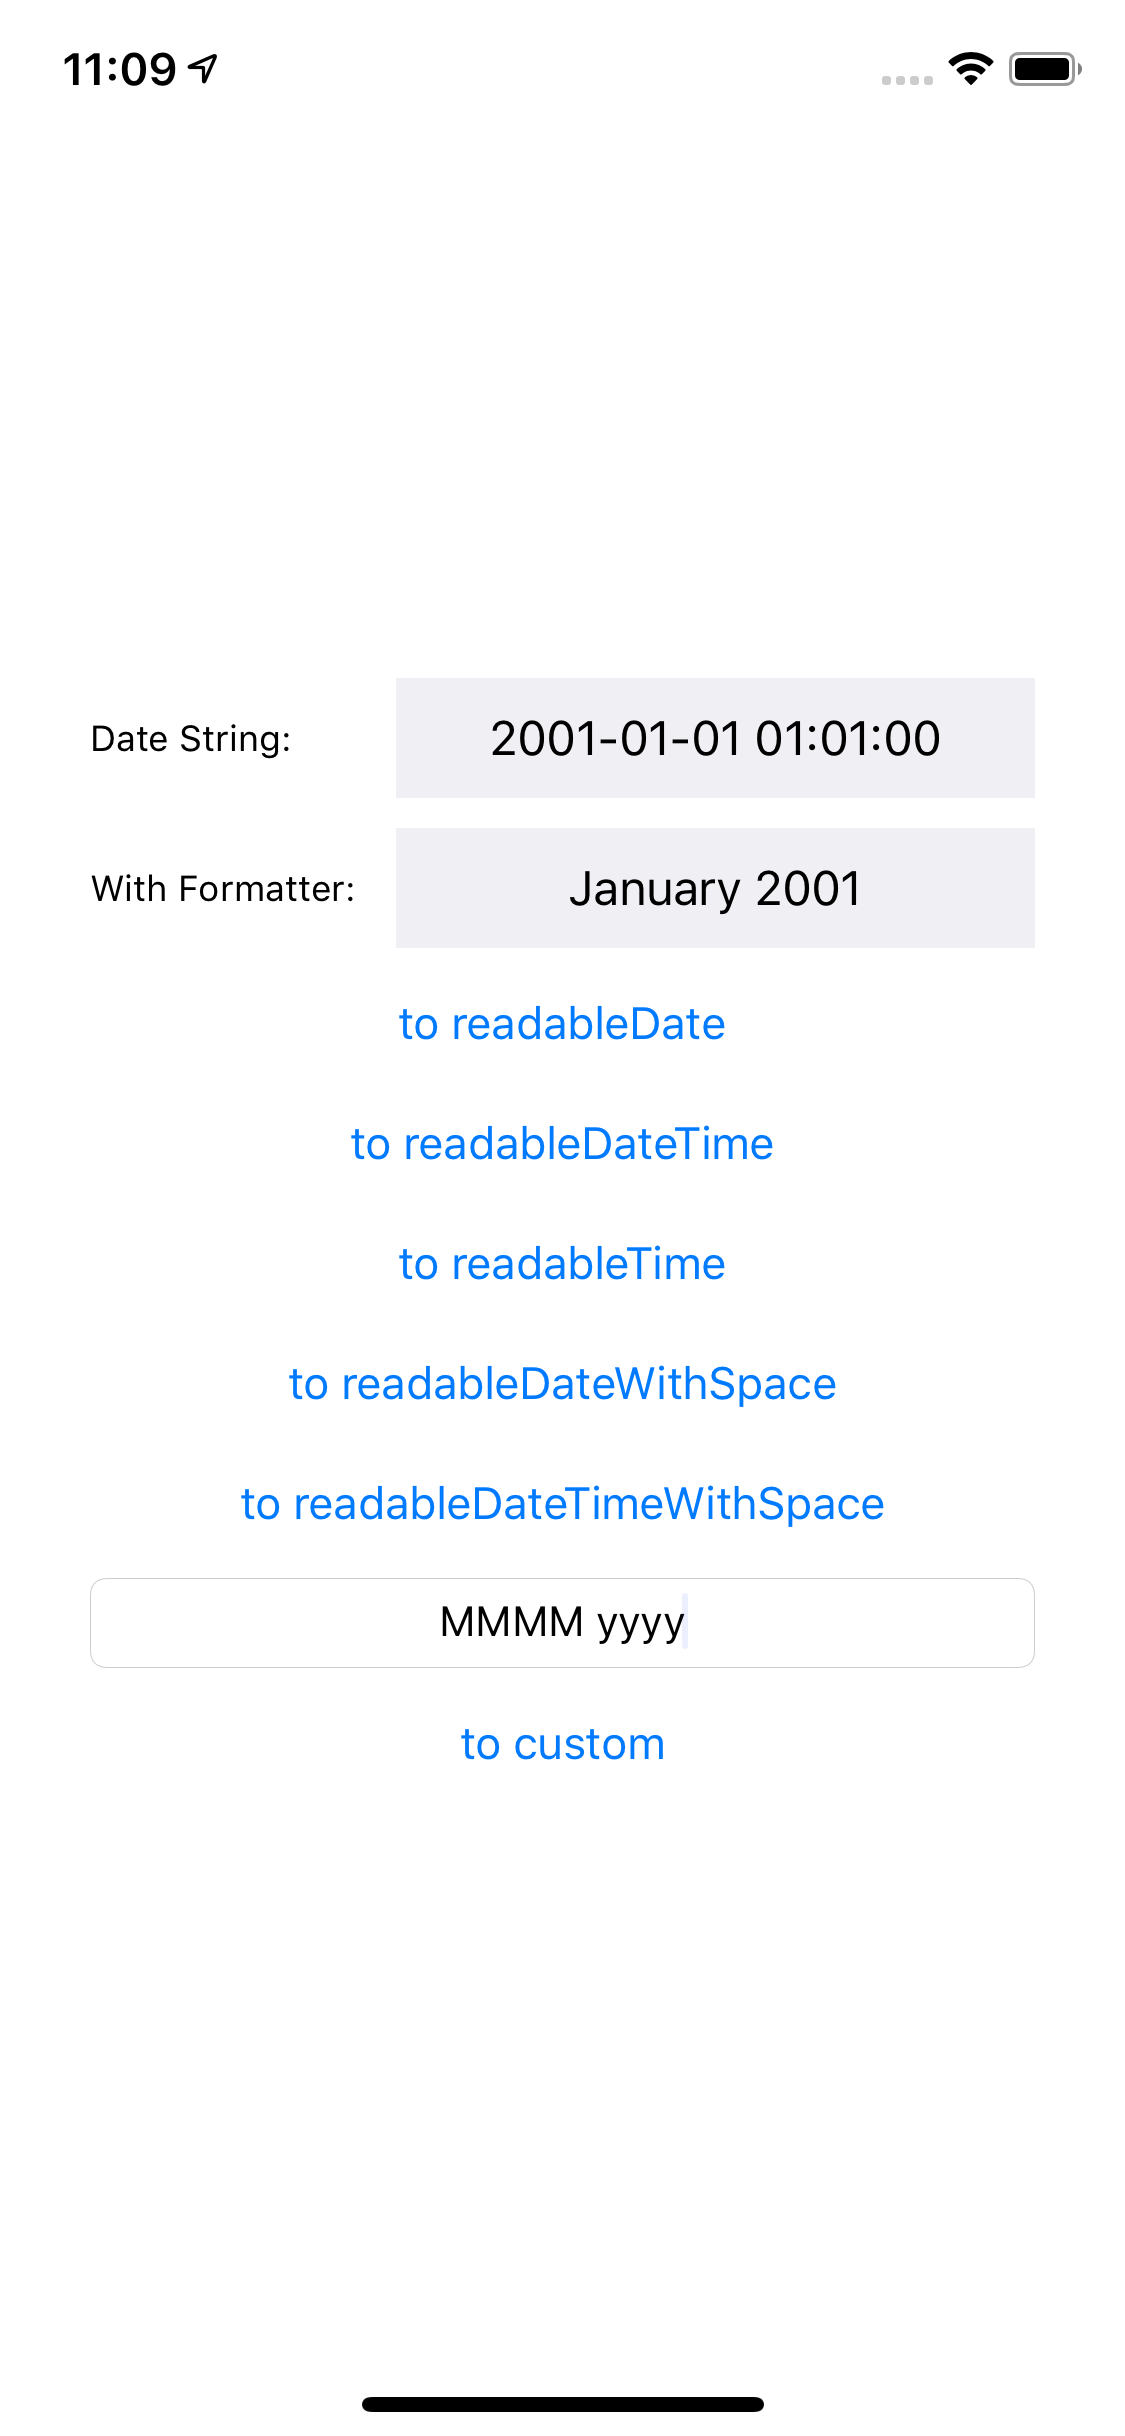 11:09
Date String:
2001-01-01 01:01:00
With Formatter:
January 2001
to readableDate
to readableDateTime
to readableTime
to readableDateWithSpace
to readableDateTimeWithSpace
MMMM yyyy
to custom